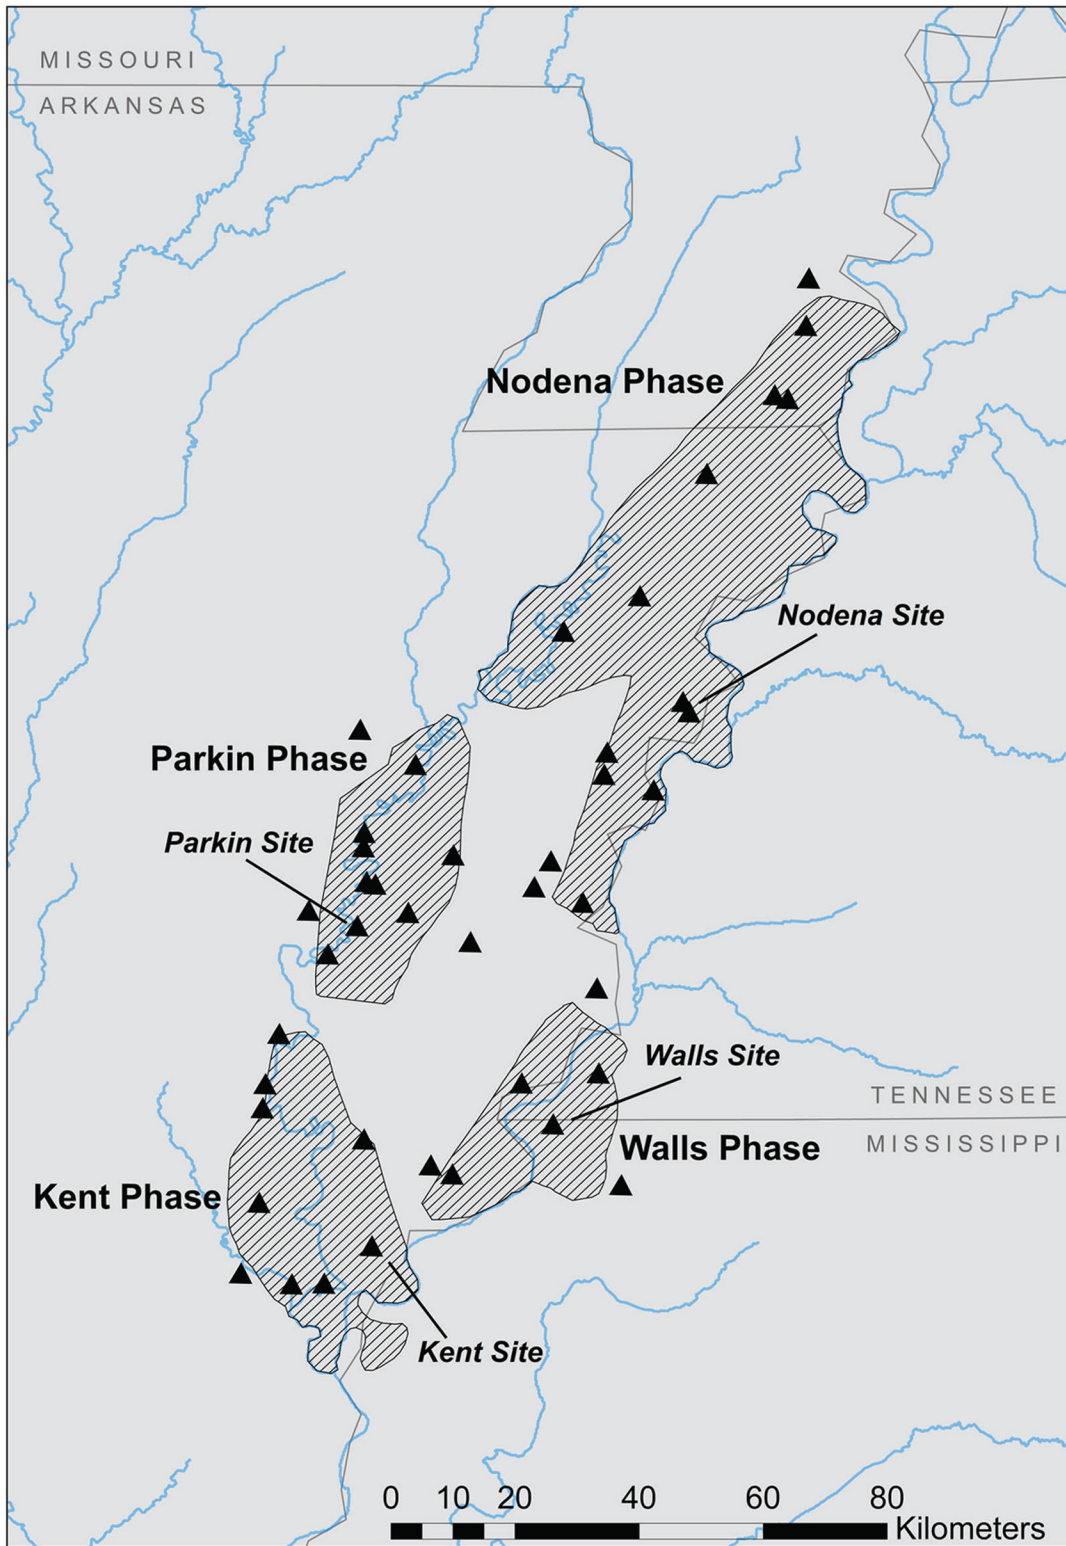 MISSOURI
ARKANSAS
Nodena Phase
Nodena Site
Parkin Phase
Parkin Site
Walls Site
TENNESSEE
MISSISSIPPI
Walls Phase
Kent Phase
Kent Site
0 10 20 40 60 80
Kilometers